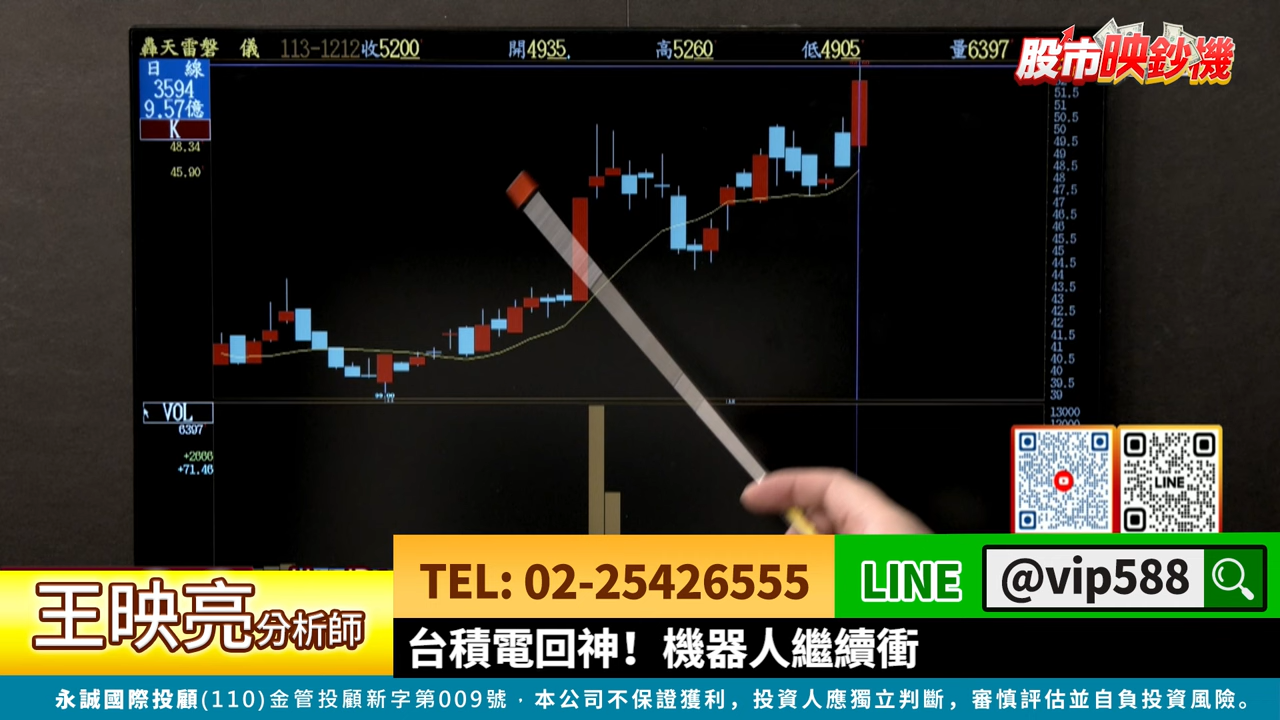 轟天雷磐儀 113-1212 收5200 開4935. 高5260 低4905 量6397
股市映鈔機
日 線
3594
9.57億
K
48.34
45.90
51.5
51
50.5
50
49.5
49
48.5
48
47.5
47
46.5
46
45.5
45
44.5
44
43.5
43
42.5
42
41.5
41
40.5
40
39.5
39
VOL
6397
+2666
+71.46
13000
12000
LINE
TEL: 02-25426555
LINE @vip588
王映亮分析師
台積電回神！機器人繼續衝
永誠國際投顧(110)金管投顧新字第009號，本公司不保證獲利，投資人應獨立判斷，審慎評估並自負投資風險。